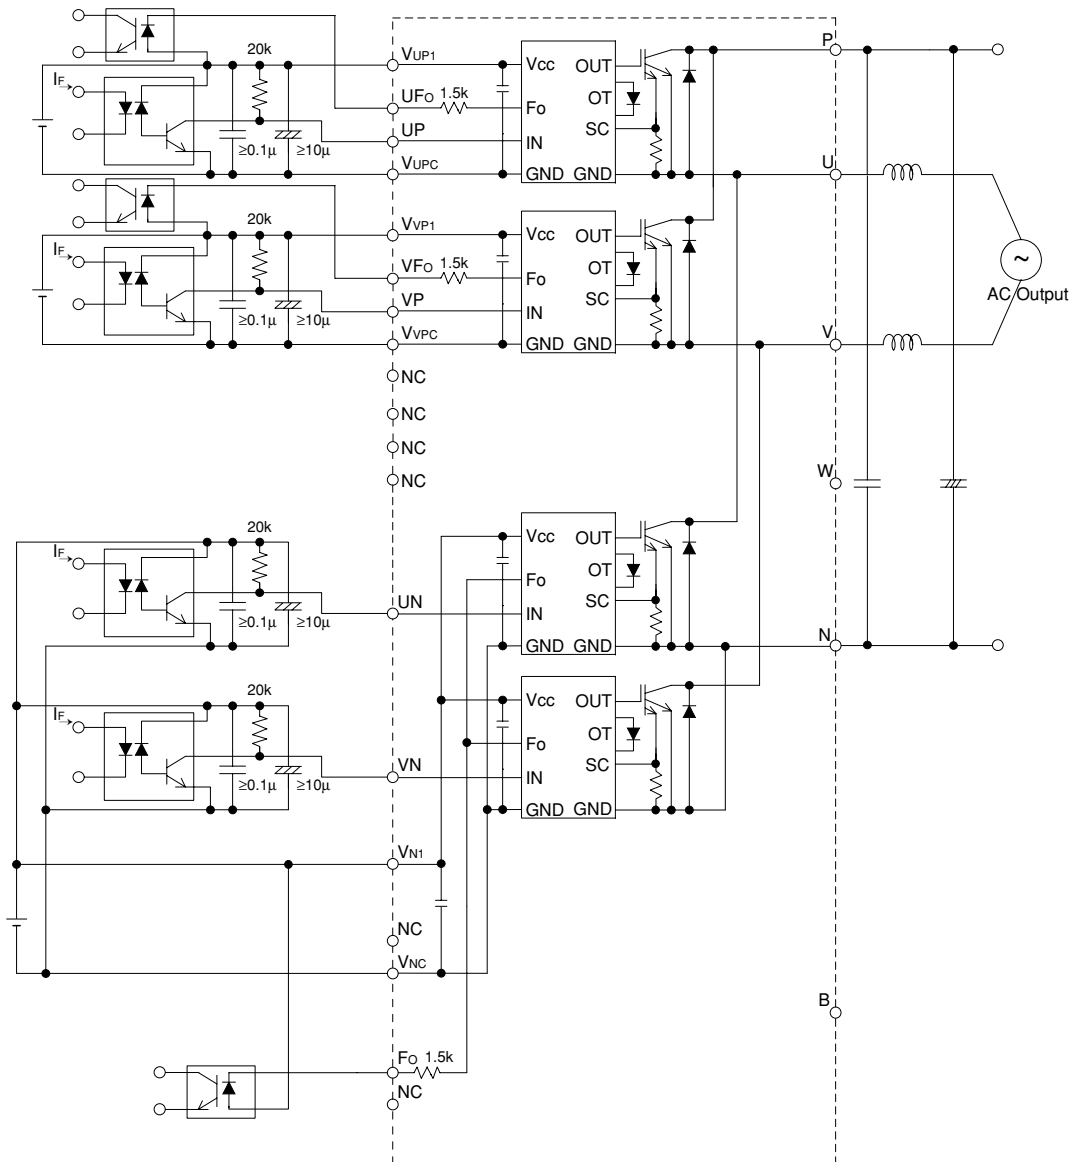 20k
VUP1
P
IF
Vcc
OUT
UFO 1.5k
OT
Fo
UP
SC
IN
≥0.1μ
≥10μ
VUPC
GND GND
U
20k
VVP1
Vcc
OUT
IF
VFO 1.5k
OT
Fo
~
AC Output
VP
SC
IN
≥0.1μ
≥10μ
VVPC
GND GND
V
NC
NC
NC
W
NC
20k
Vcc
OUT
IF
OT
Fo
UN
SC
IN
≥0.1μ
≥10μ
N
GND GND
20k
Vcc
OUT
IF
OT
Fo
VN
SC
IN
≥0.1μ
≥10μ
GND GND
VN1
NC
VNC
B
FO 1.5k
NC